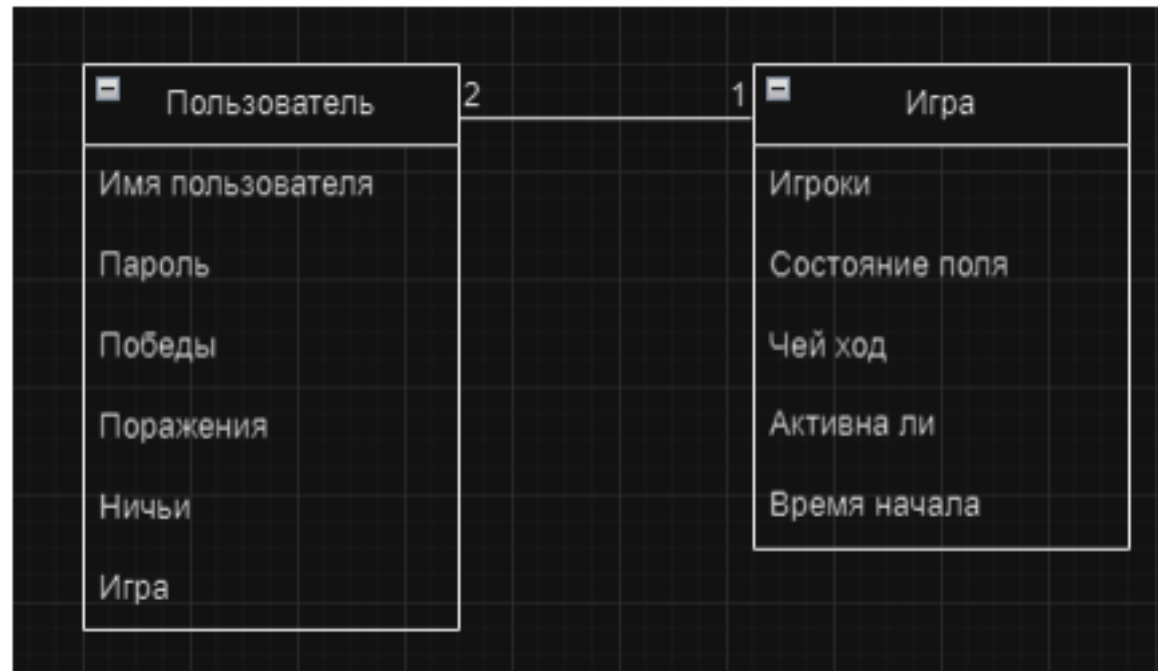 Пользователь
2
1
Игра
Имя пользователя
Пароль
Победы
Поражения
Ничьи
Игра
Игроки
Состояние поля
Чей ход
Активна ли
Время начала